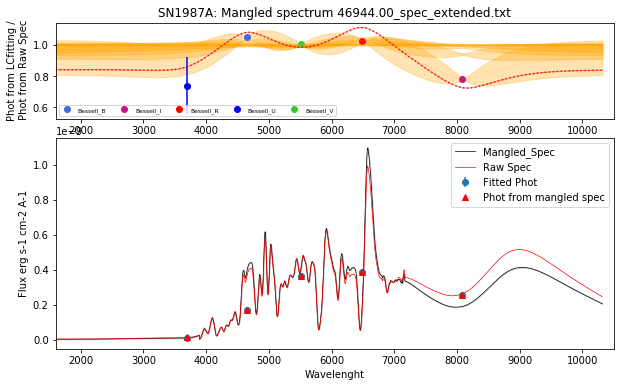 SN1987A: Mangled spectrum 46944.00_spec_extended.txt
Phot from LCfitting /
Phot from Raw Spec
1.0
0.8
0.6
Bessell_B
Bessell_I
Bessell_R
Bessell_U
Bessell_V
2000 3000 4000 5000 6000 7000 8000 9000 10000
Flux erg s-1 cm-2 A-1
1.0
0.8
0.6
0.4
0.2
0.0
Mangled_Spec
Raw Spec
Fitted Phot
Phot from mangled spec
2000 3000 4000 5000 6000 7000 8000 9000 10000
Wavelenght